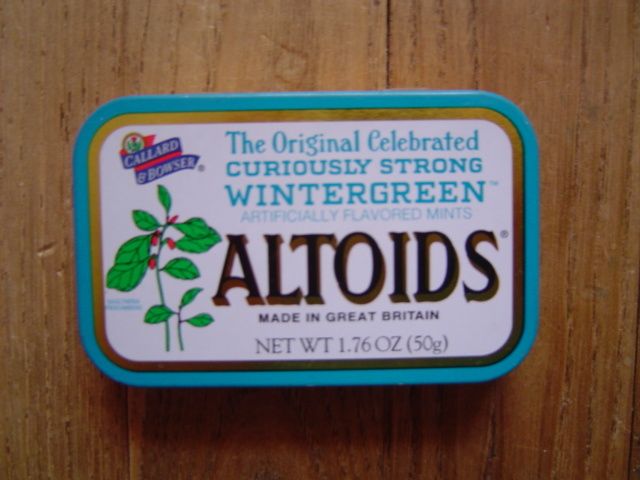 CALLARD
& BOWSER®
The Original Celebrated
CURIOUSLY STRONG
WINTERGREEN™
ARTIFICIALLY FLAVORED MINTS
ALTOIDS®
MADE IN GREAT BRITAIN
NET WT 1.76 OZ (50g)